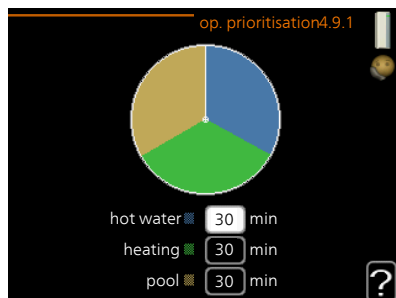 op. prioritisation4.9.1
hot water 30 min
heating 30 min
pool 30 min
?